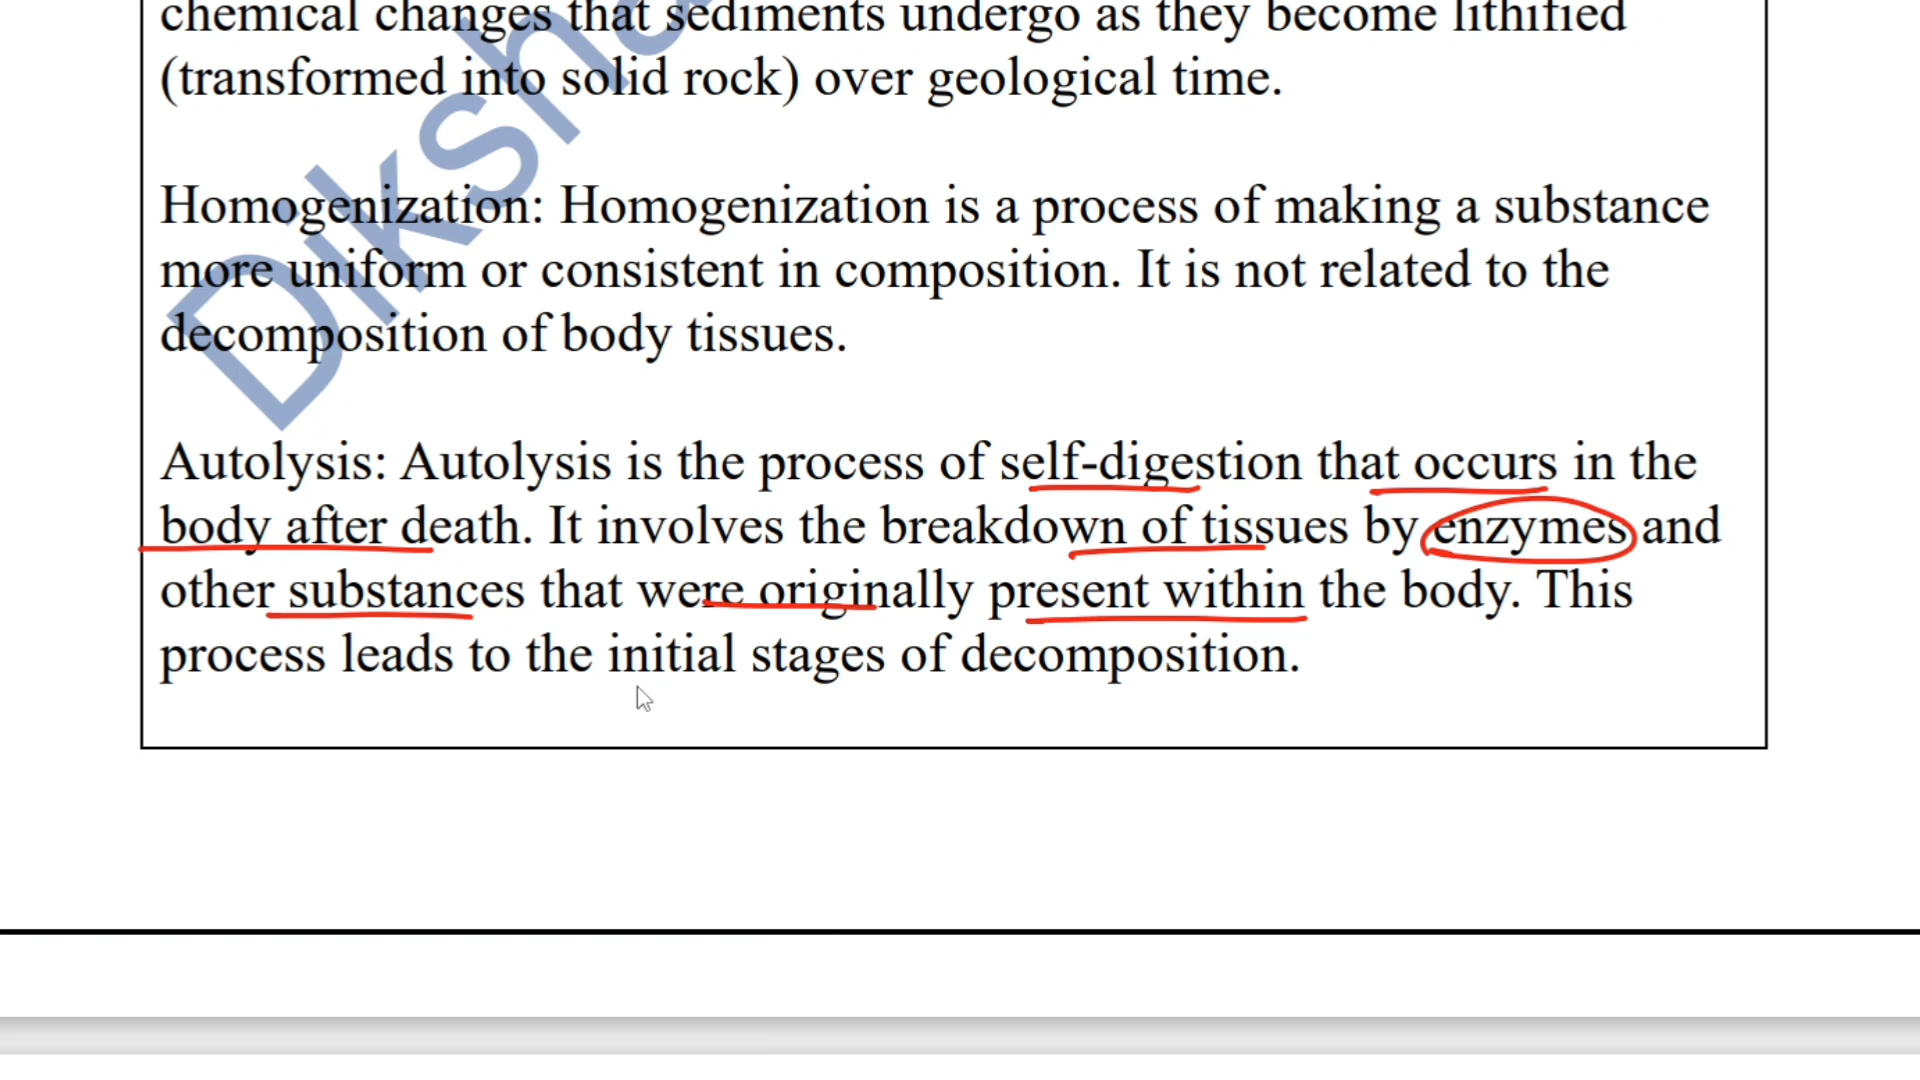 chemical changes that sediments undergo as they become lithified
(transformed into solid rock) over geological time.
Homogenization: Homogenization is a process of making a substance
more uniform or consistent in composition. It is not related to the
decomposition of body tissues.
Autolysis: Autolysis is the process of self-digestion that occurs in the
body after death. It involves the breakdown of tissues by enzymes and
other substances that were originally present within the body. This
process leads to the initial stages of decomposition.
Diksha